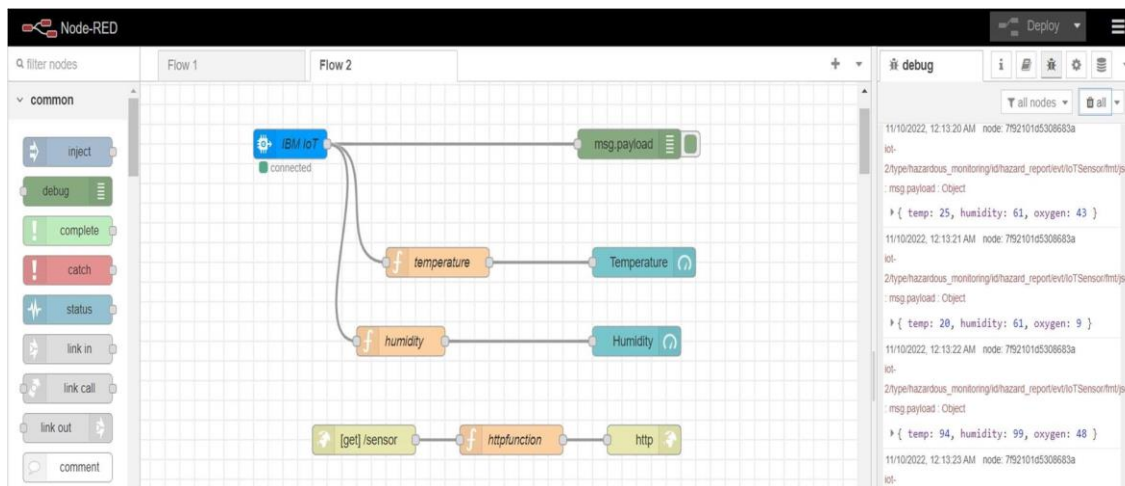 Node-RED
Deploy
filter nodes
Flow 1
Flow 2
debug
i
all nodes
all
common
inject
debug
complete
catch
status
link in
link call
link out
comment
IBM IoT
connected
msg.payload
temperature
Temperature
humidity
Humidity
[get] /sensor
httpfunction
http
11/10/2022, 12:13:20 AM node: 7f92101d5308683a
iot-
2/type/hazardous_monitoring/id/hazard_report/evt/IoTSensor/fmt/js
: msg.payload : Object
{ temp: 25, humidity: 61, oxygen: 43 }
11/10/2022, 12:13:21 AM node: 7f92101d5308683a
iot-
2/type/hazardous_monitoring/id/hazard_report/evt/IoTSensor/fmt/js
: msg.payload : Object
{ temp: 20, humidity: 61, oxygen: 9 }
11/10/2022, 12:13:22 AM node: 7f92101d5308683a
iot-
2/type/hazardous_monitoring/id/hazard_report/evt/IoTSensor/fmt/js
: msg.payload : Object
{ temp: 94, humidity: 99, oxygen: 48 }
11/10/2022, 12:13:23 AM node: 7f92101d5308683a
iot-